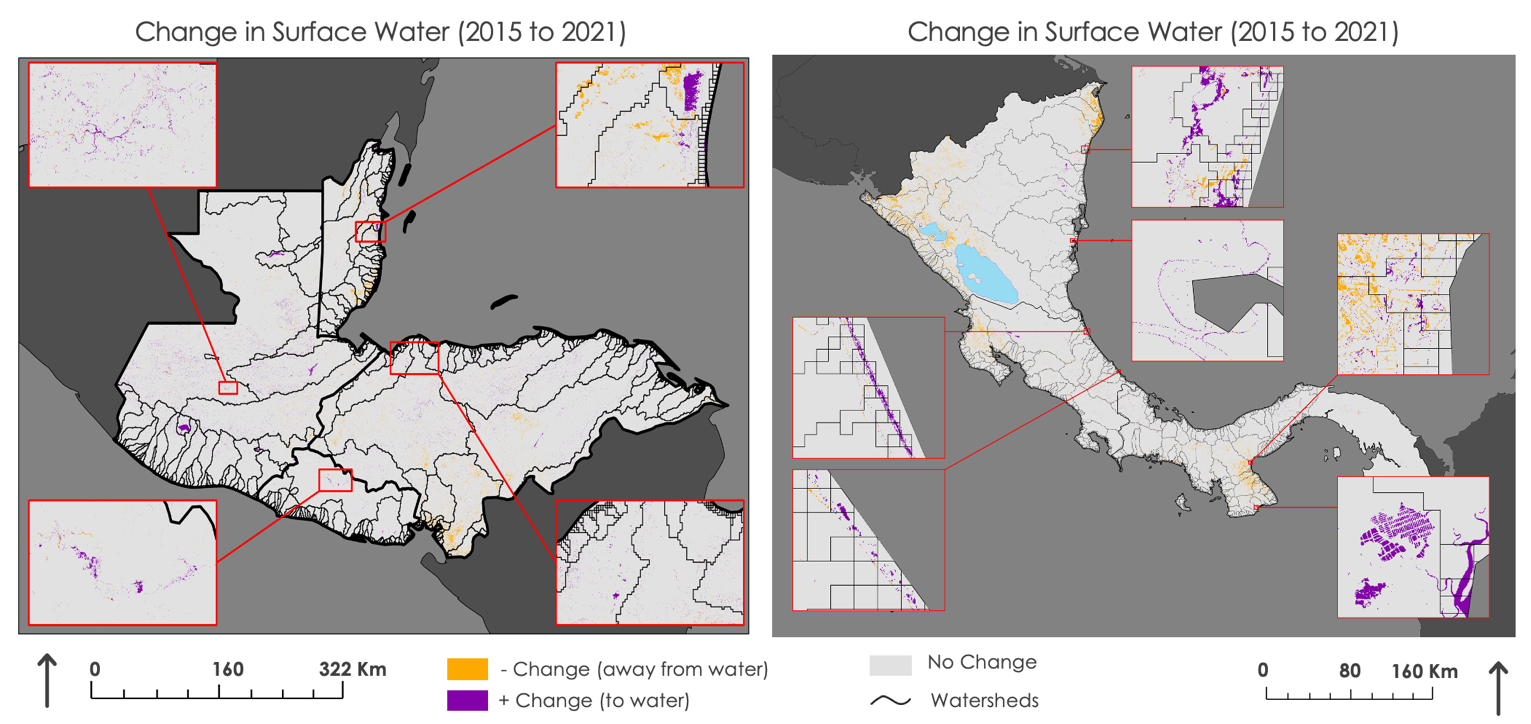 Change in Surface Water (2015 to 2021)
Change in Surface Water (2015 to 2021)
0 160 322 Km
- Change (away from water)
+ Change (to water)
No Change
Watersheds
0 80 160 Km